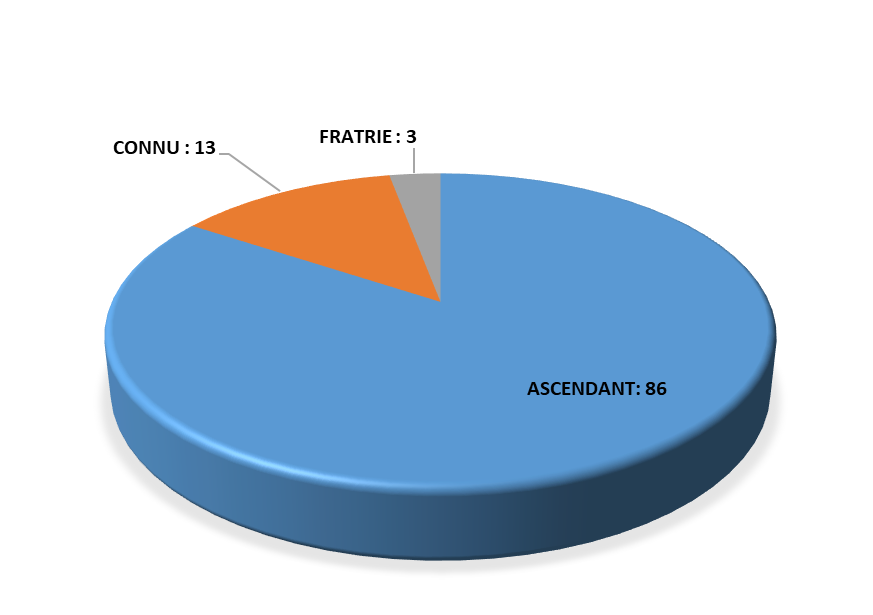 FRATRIE : 3
CONNU : 13
ASCENDANT: 86